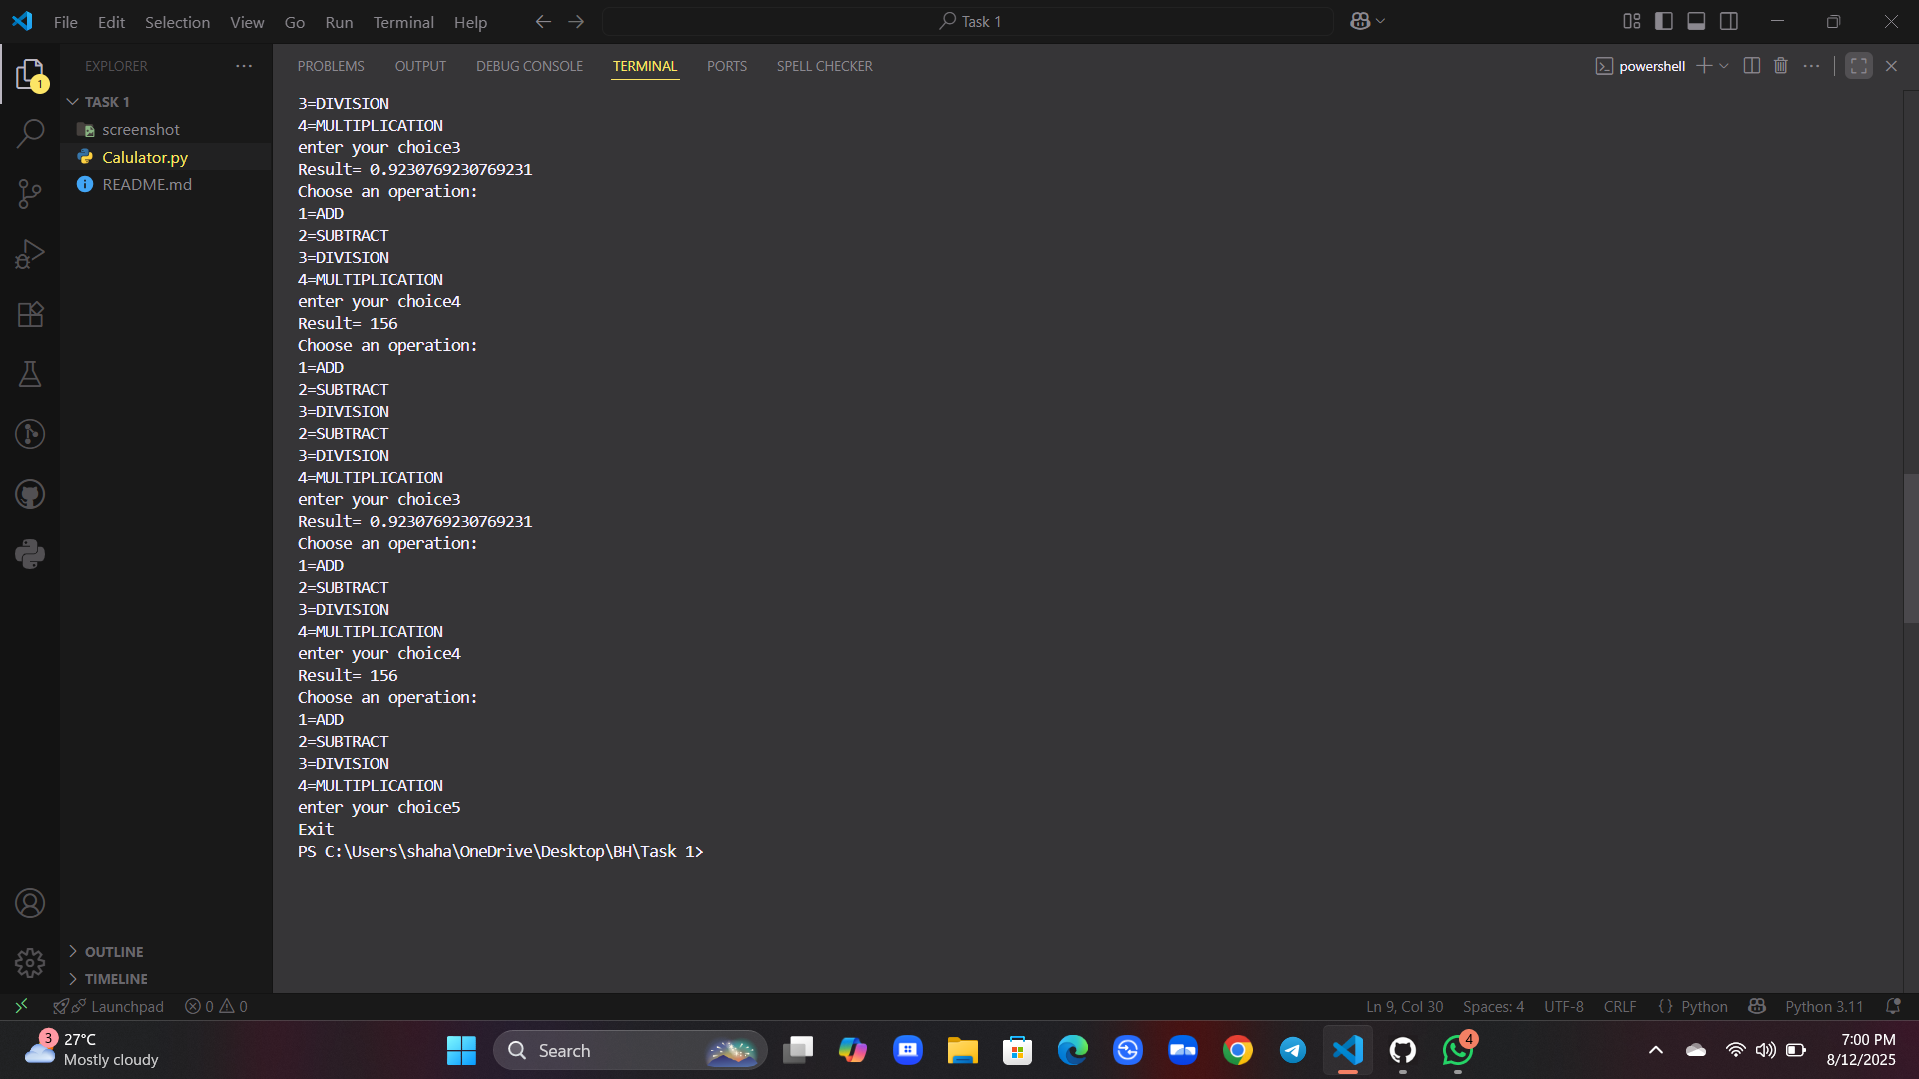 File Edit Selection View Go Run Terminal Help
Task 1
EXPLORER
TASK 1
screenshot
Calulator.py
README.md
1
OUTLINE
TIMELINE
PROBLEMS OUTPUT DEBUG CONSOLE TERMINAL PORTS SPELL CHECKER
powershell
3=DIVISION
4=MULTIPLICATION
enter your choice3
Result= 0.9230769230769231
Choose an operation:
1=ADD
2=SUBTRACT
3=DIVISION
4=MULTIPLICATION
enter your choice4
Result= 156
Choose an operation:
1=ADD
2=SUBTRACT
3=DIVISION
2=SUBTRACT
3=DIVISION
4=MULTIPLICATION
enter your choice3
Result= 0.9230769230769231
Choose an operation:
1=ADD
2=SUBTRACT
3=DIVISION
4=MULTIPLICATION
enter your choice4
Result= 156
Choose an operation:
1=ADD
2=SUBTRACT
3=DIVISION
4=MULTIPLICATION
enter your choice5
Exit
PS C:\Users\shaha\OneDrive\Desktop\BH\Task 1>
Launchpad 0 0
Ln 9, Col 30 Spaces: 4 UTF-8 CRLF {} Python Python 3.11
3
27°C
Mostly cloudy
Search
4
7:00 PM
8/12/2025